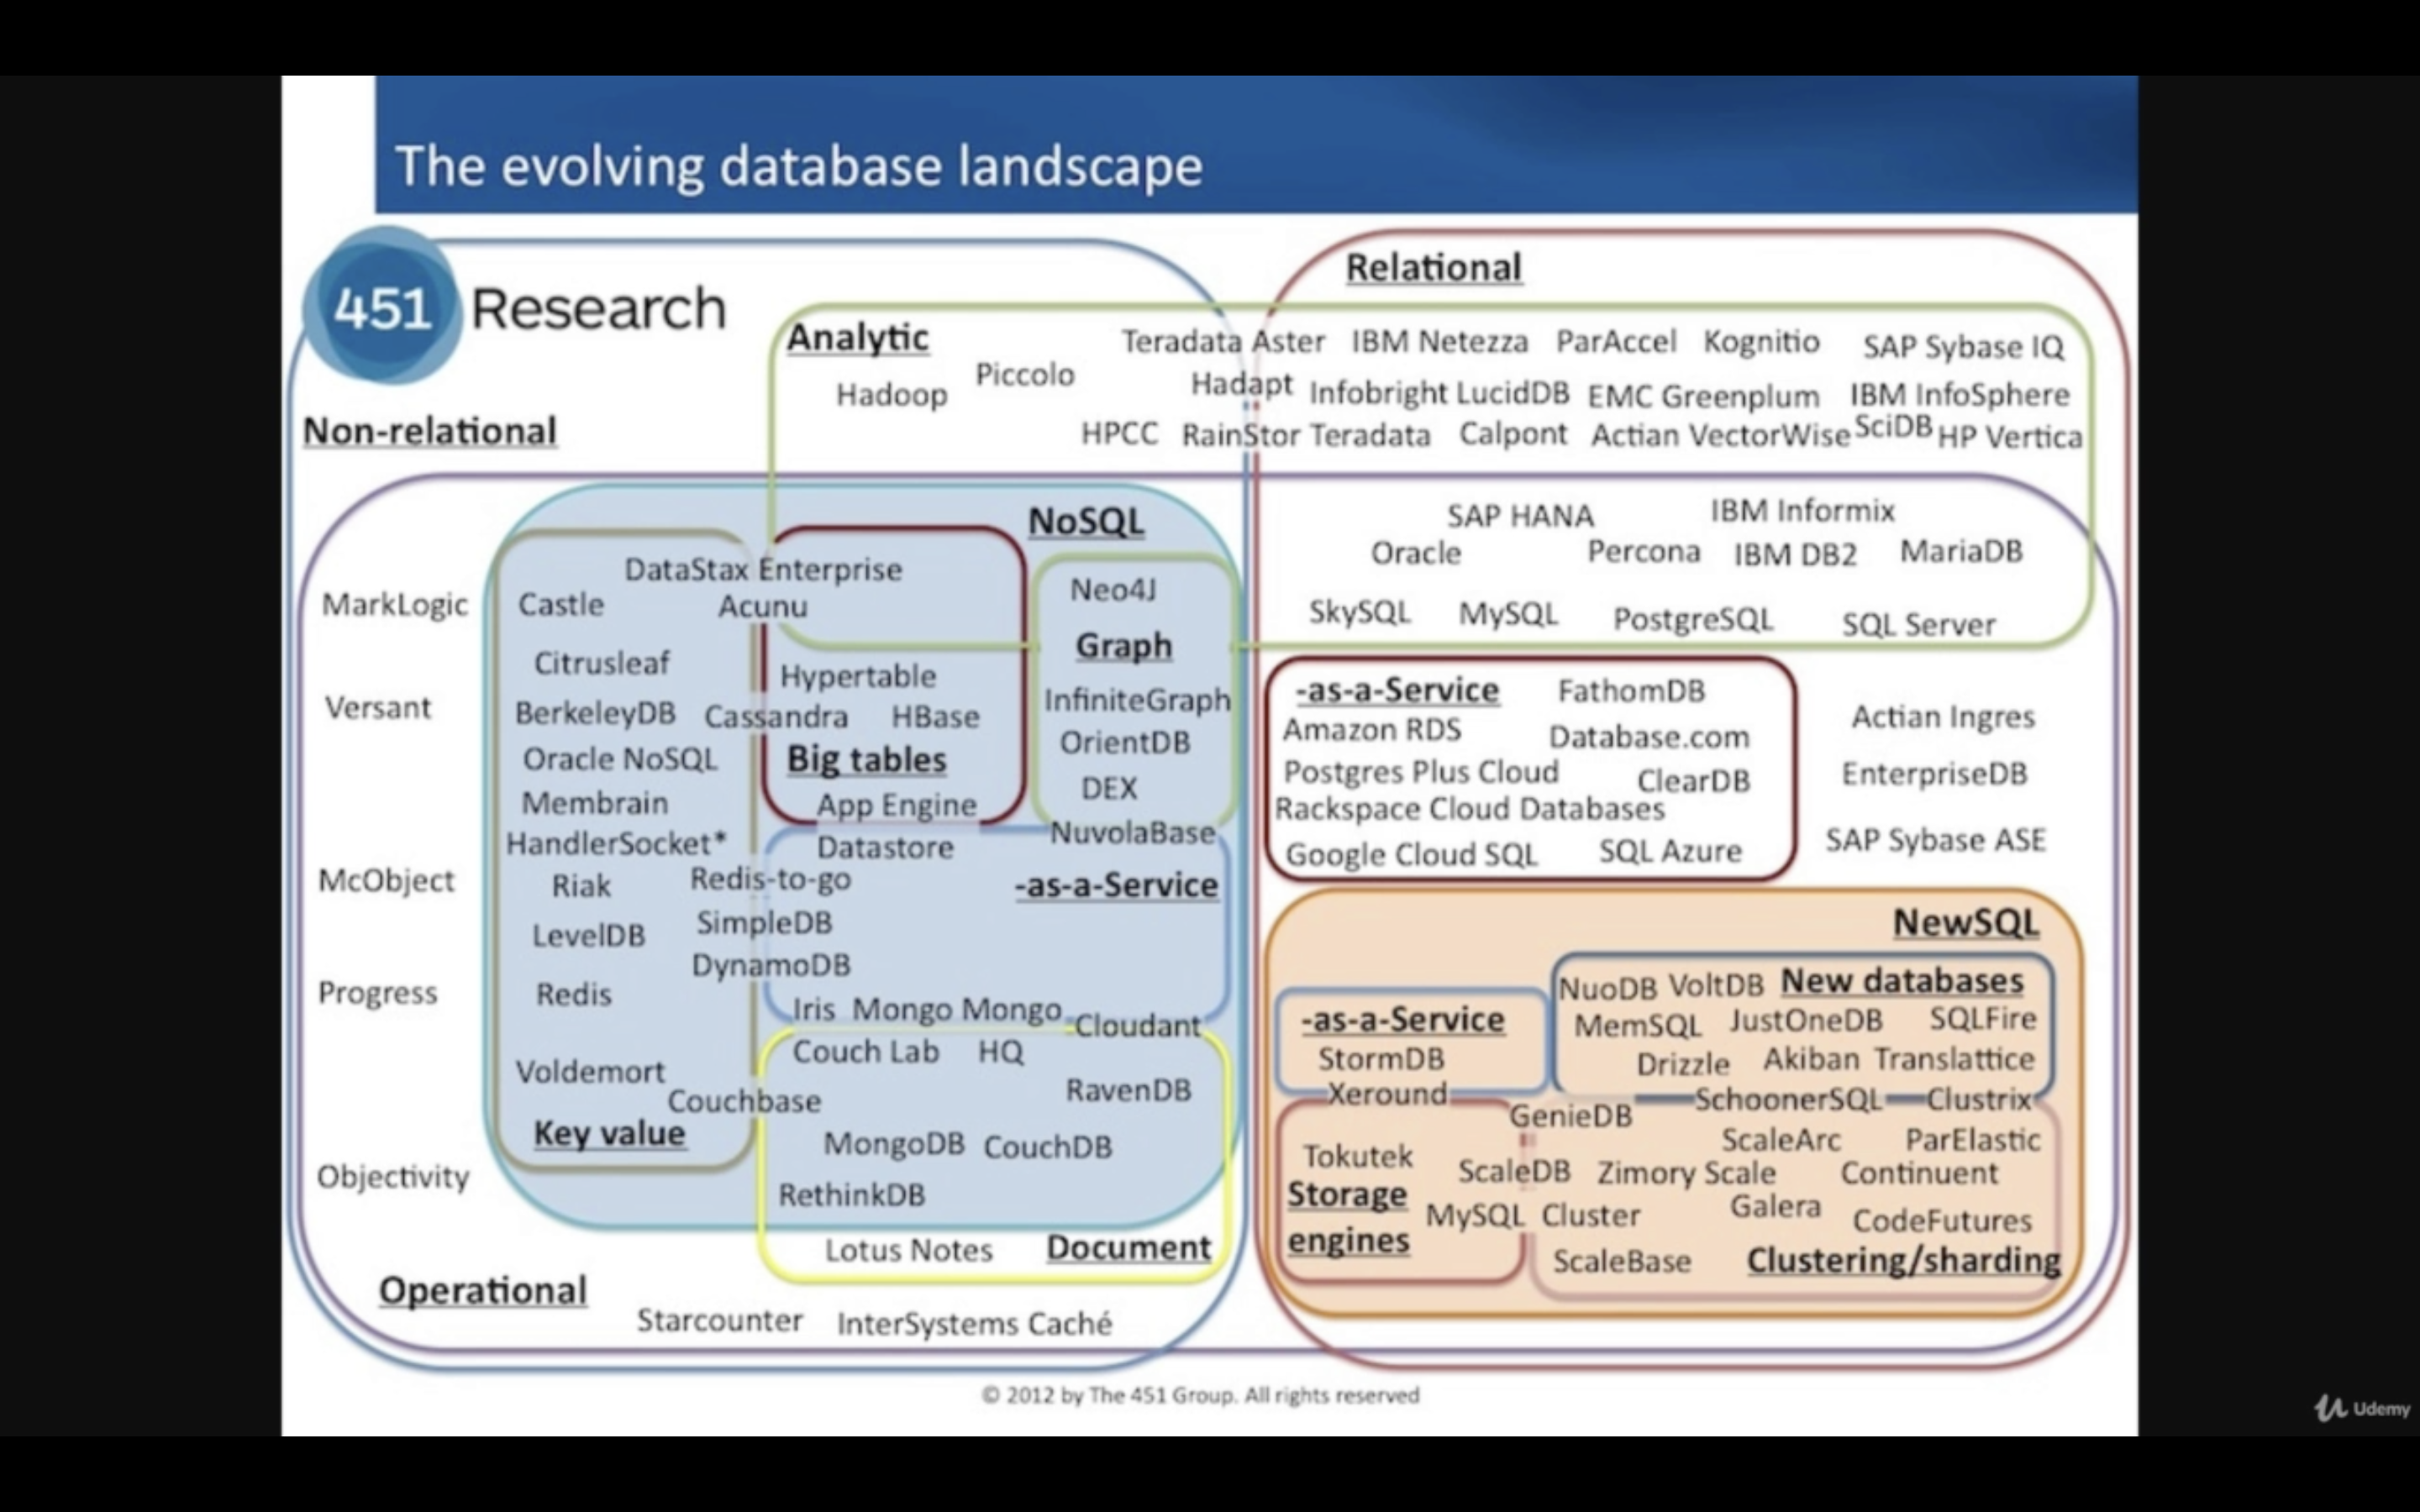 The evolving database landscape
451 Research
Relational
Analytic
Teradata Aster IBM Netezza ParAccel Kognitio SAP Sybase IQ
Piccolo
Hadoop
Hadapt Infobright LucidDB EMC Greenplum IBM InfoSphere
Non-relational
HPCC RainStor Teradata Calpont Actian VectorWise SciDB HP Vertica
NoSQL
SAP HANA IBM Informix
Oracle Percona IBM DB2 MariaDB
DataStax Enterprise
Neo4J
MarkLogic Castle Acunu
SkySQL MySQL PostgreSQL SQL Server
Graph
Citrusleaf Hypertable
-as-a-Service FathomDB
InfiniteGraph
Versant BerkeleyDB Cassandra HBase
Amazon RDS Database.com
Actian Ingres
OrientDB
Oracle NoSQL Big tables
Postgres Plus Cloud ClearDB
EnterpriseDB
DEX
Membrain App Engine
Rackspace Cloud Databases
HandlerSocket* Datastore NuvolaBase
Google Cloud SQL SQL Azure
SAP Sybase ASE
McObject Riak Redis-to-go -as-a-Service
LevelDB SimpleDB
NewSQL
DynamoDB
Progress Redis
Iris Mongo Mongo Cloudant
Couch Lab HQ
NuoDB VoltDB New databases
-as-a-Service MemSQL JustOneDB SQLFire
StormDB Drizzle Akiban Translattice
Voldemort RavenDB
Xeround SchoonerSQL Clustrix
Couchbase
GenieDB
Key value MongoDB CouchDB
ScaleArc ParElastic
Tokutek ScaleDB Zimory Scale Continuent
Objectivity RethinkDB
Storage
engines
MySQL Cluster Galera CodeFutures
Lotus Notes Document
ScaleBase Clustering/sharding
Operational
Starcounter InterSystems Caché
© 2012 by The 451 Group. All rights reserved
Udemy